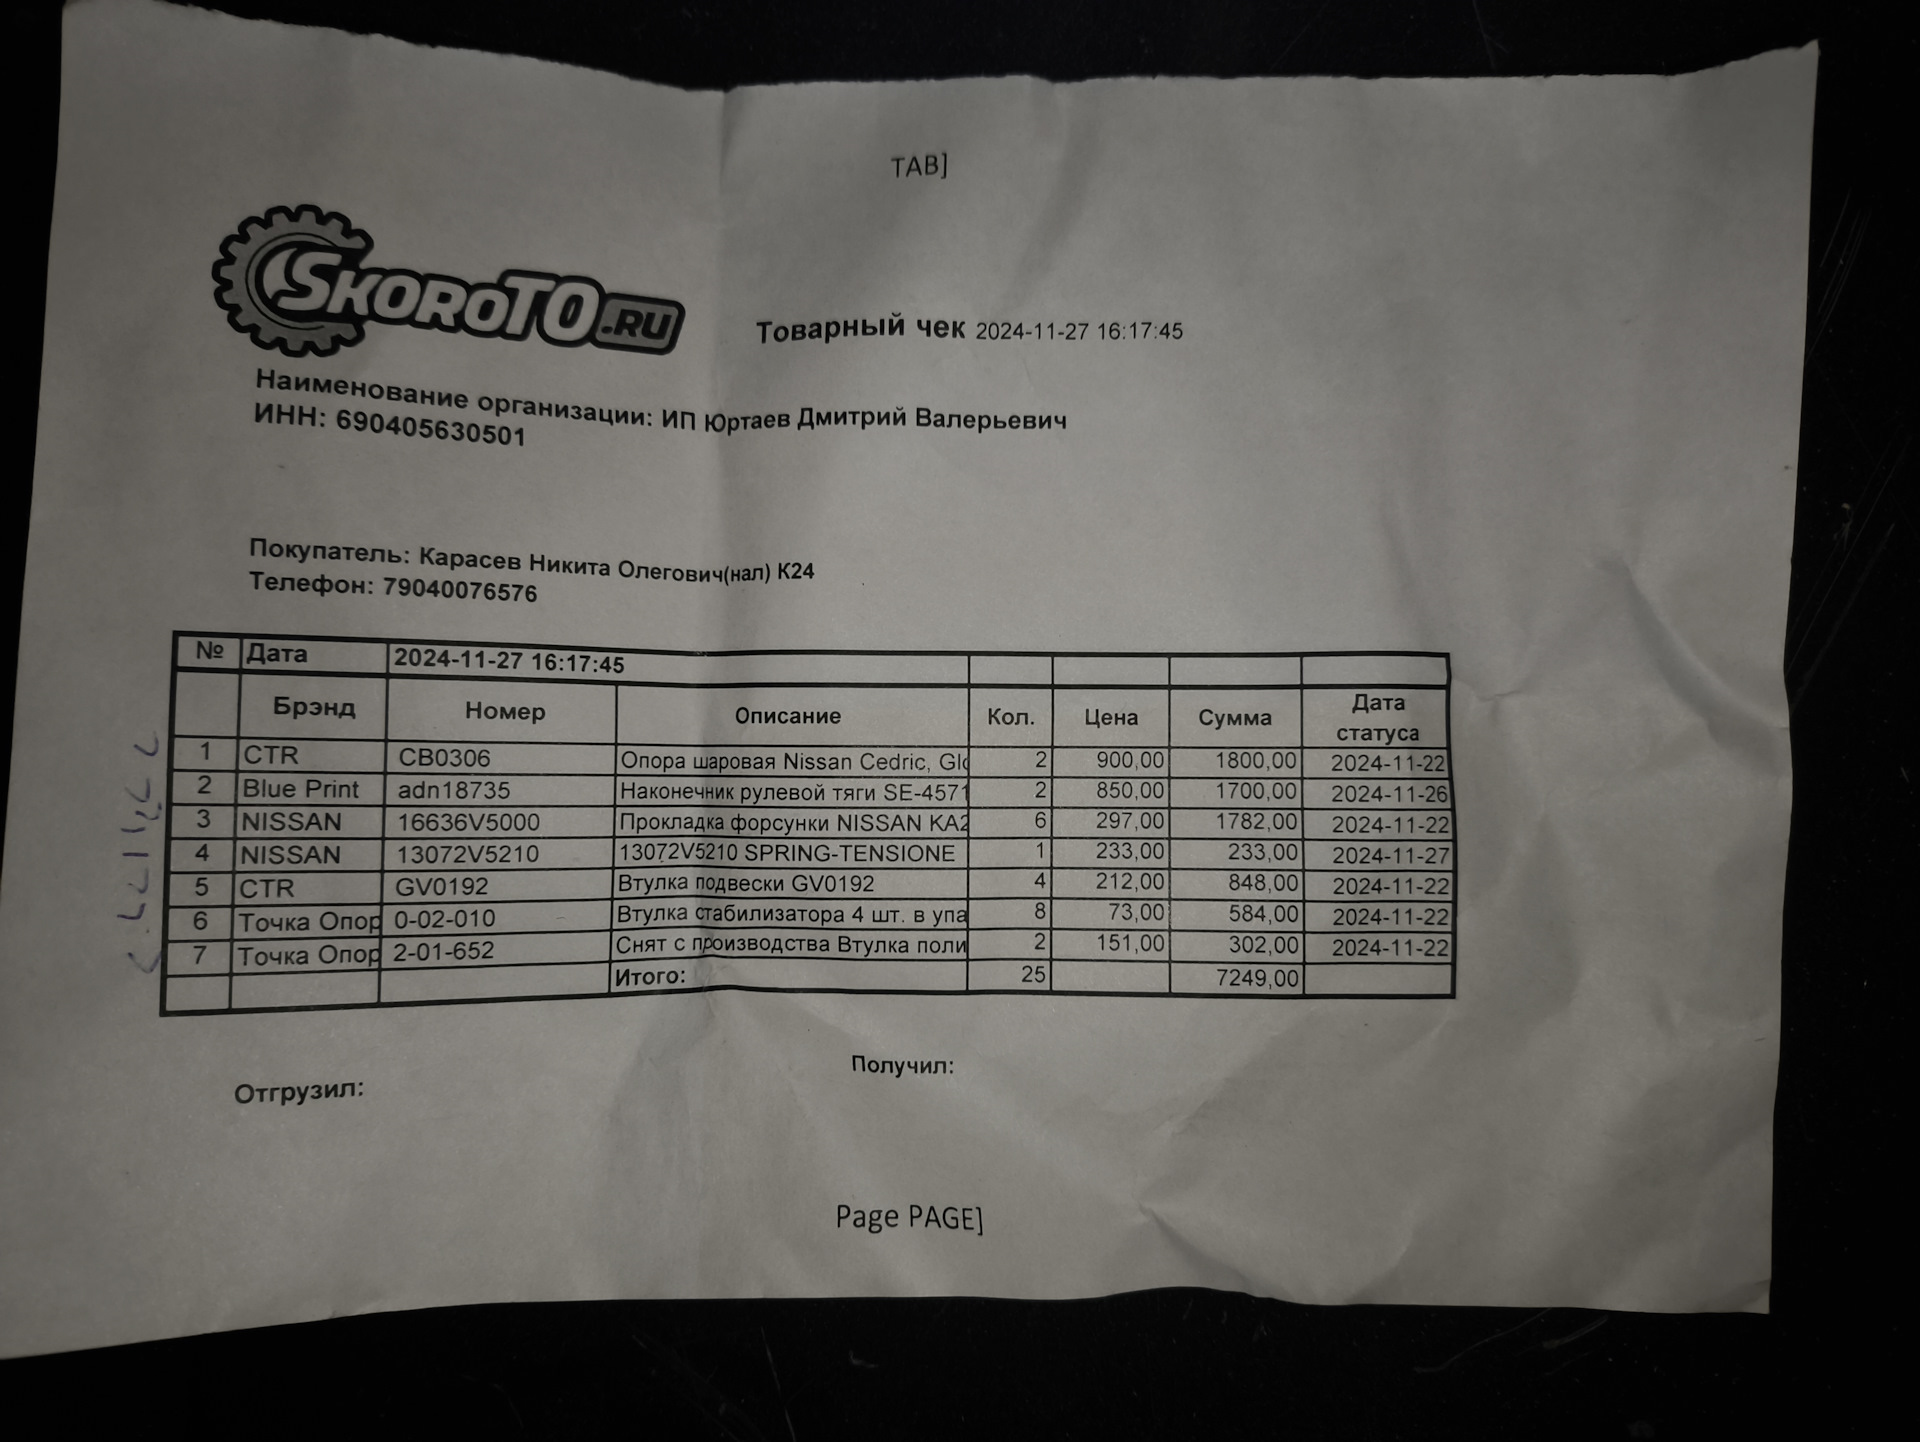 TAB]
SKOROTO.RU
Товарный чек 2024-11-27 16:17:45
Наименование организации: ИП Юртаев Дмитрий Валерьевич
ИНН: 690405630501
Покупатель: Карасев Никита Олегович(нал) К24
Телефон: 79040076576
№ Дата 2024-11-27 16:17:45
Брэнд Номер Описание Кол. Цена Сумма Дата статуса
1 CTR CB0306 Опора шаровая Nissan Cedric, Glo 2 900,00 1800,00 2024-11-22
2 Blue Print adn18735 Наконечник рулевой тяги SE-4571 2 850,00 1700,00 2024-11-26
3 NISSAN 16636V5000 Прокладка форсунки NISSAN KA2 6 297,00 1782,00 2024-11-22
4 NISSAN 13072V5210 13072V5210 SPRING-TENSIONE 1 233,00 233,00 2024-11-27
5 CTR GV0192 Втулка подвески GV0192 4 212,00 848,00 2024-11-22
6 Точка Опор 0-02-010 Втулка стабилизатора 4 шт. в упа 8 73,00 584,00 2024-11-22
7 Точка Опор 2-01-652 Снят с производства Втулка поли 2 151,00 302,00 2024-11-22
Итого: 25 7249,00
Отгрузил:
Получил:
Page PAGE]